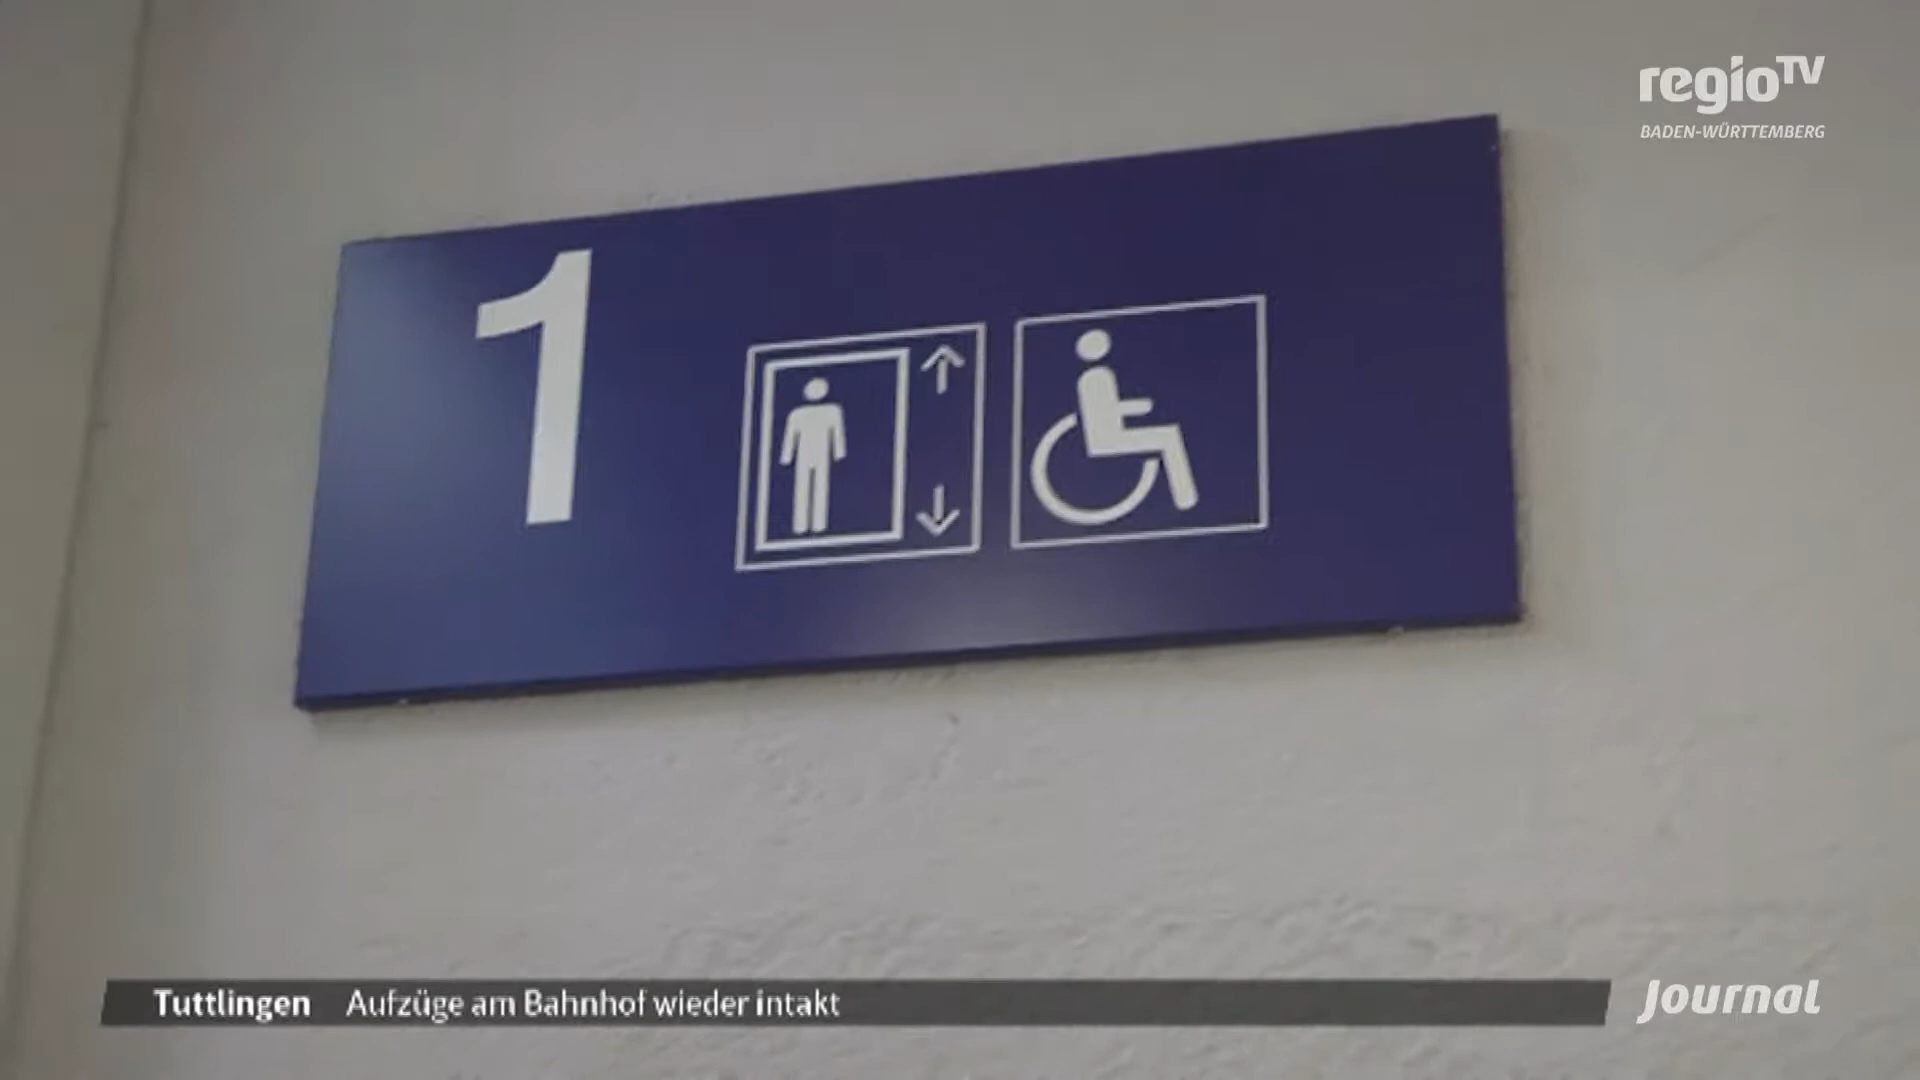 regioTV
BADEN-WÜRTTEMBERG
1
Tuttlingen Aufzüge am Bahnhof wieder intakt
Journal